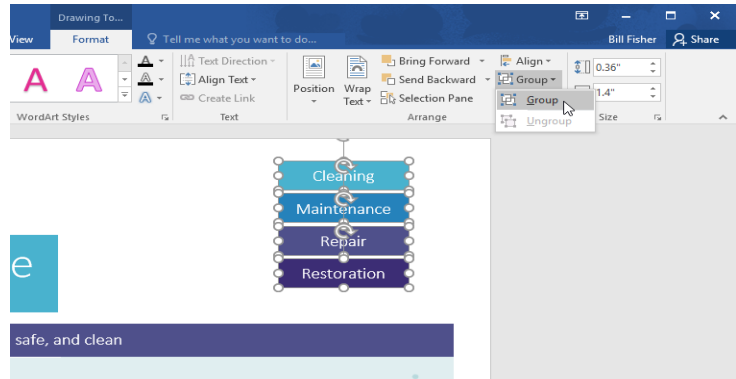 Drawing To...
View Format Tell me what you want to do... Bill Fisher Share
A A A A A
Text Direction
Align Text
Create Link
Position
Wrap Text
Bring Forward
Send Backward
Selection Pane
Align
Group
Group
Ungroup
0.36"
1.4"
WordArt Styles Text Arrange Size
Cleaning
Maintenance
Repair
Restoration
e
safe, and clean